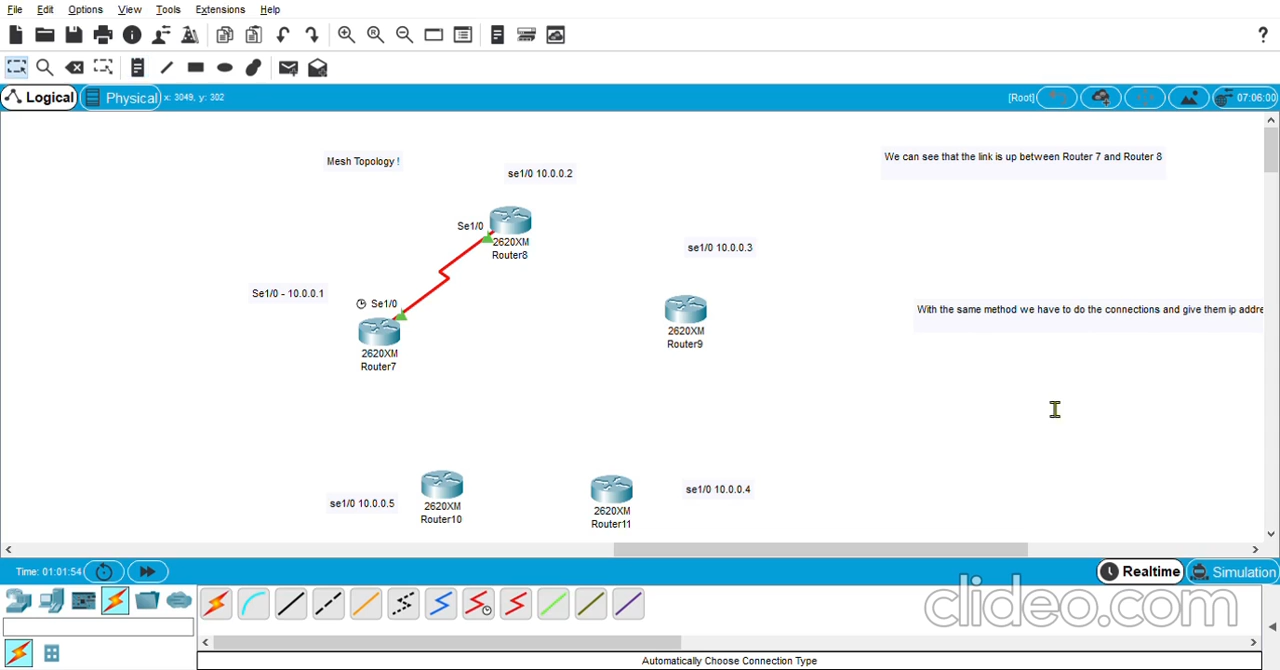 File Edit Options View Tools Extensions Help
?
Logical Physical x: 3049, y: 302 [Root] 07:06:00
Mesh Topology !
We can see that the link is up between Router 7 and Router 8
se1/0 10.0.0.2
Se1/0
2620XM
Router8
se1/0 10.0.0.3
Se1/0 - 10.0.0.1
Se1/0
2620XM
Router7
2620XM
Router9
With the same method we have to do the connections and give them ip addre
se1/0 10.0.0.5
2620XM
Router10
2620XM
Router11
se1/0 10.0.0.4
Time: 01:01:54
Realtime Simulation
clideo.com
Automatically Choose Connection Type